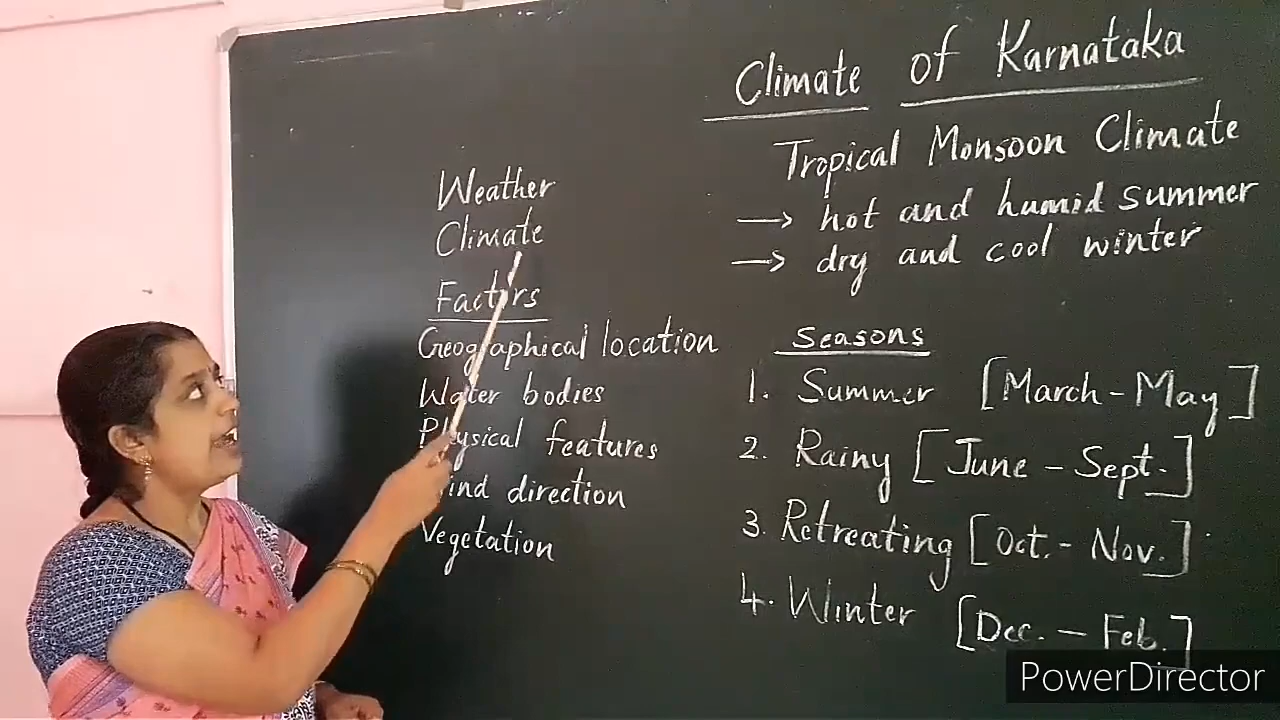 Climate of Karnataka
Tropical Monsoon Climate
→ hot and humid summer
→ dry and cool winter
Weather
Climate
Factors
Geographical location
Water bodies
Physical features
Wind direction
Vegetation
Seasons
1. Summer [March - May]
2. Rainy [June - Sept.]
3. Retreating [Oct. - Nov.]
4. Winter [Dec. - Feb.]
PowerDirector